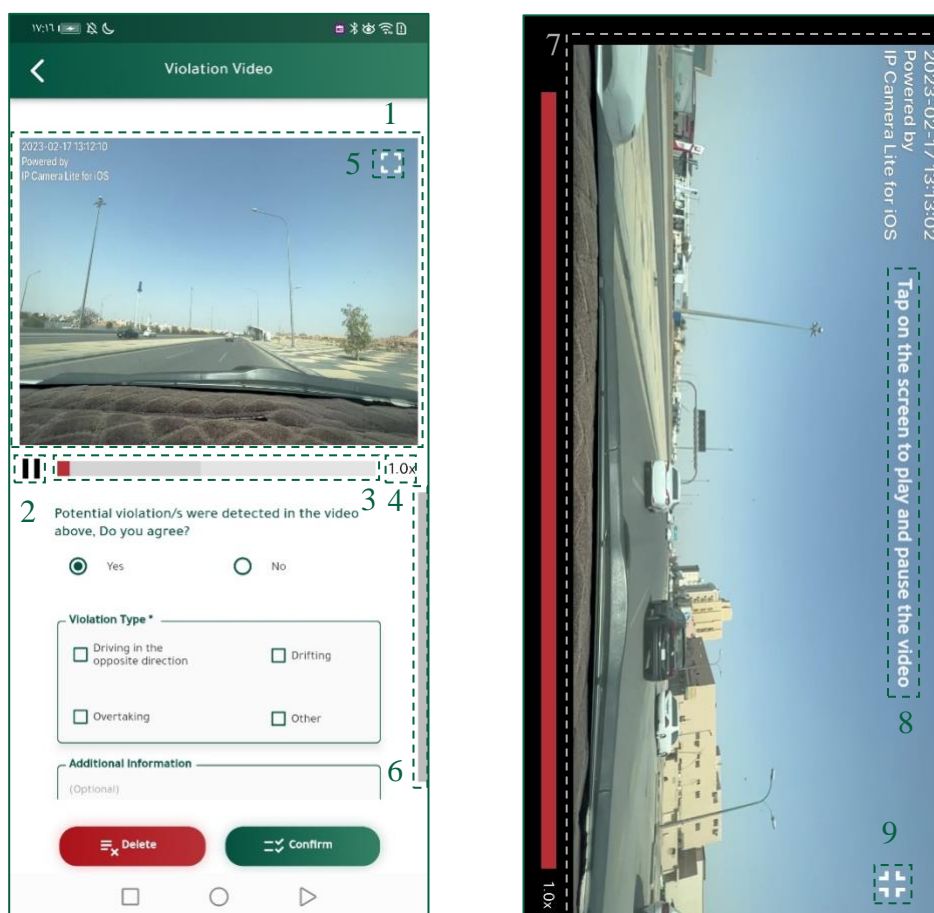 ١٧:١٦
Violation Video
1
2023-02-17 13:12:10
Powered by
IP Camera Lite for iOS
5
1.0x
2
3
4
Potential violation/s were detected in the video
above, Do you agree?
Yes
No
Violation Type *
Driving in the
opposite direction
Drifting
Overtaking
Other
Additional Information
(Optional)
6
Delete
Confirm
7
2023-02-17 13:13:02
Powered by
IP Camera Lite for iOS
Tap on the screen to play and pause the video
8
9
1.0x